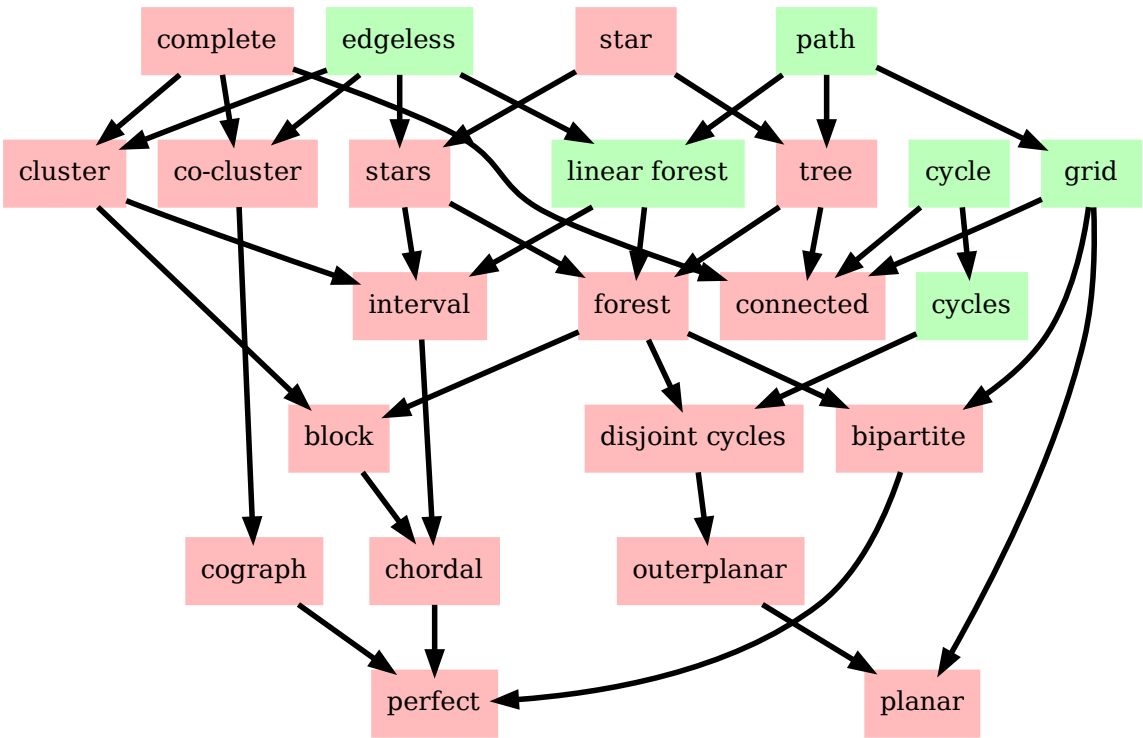 complete
edgeless
star
path
cluster
co-cluster
stars
linear forest
tree
cycle
grid
interval
forest
connected
cycles
block
disjoint cycles
bipartite
cograph
chordal
outerplanar
perfect
planar